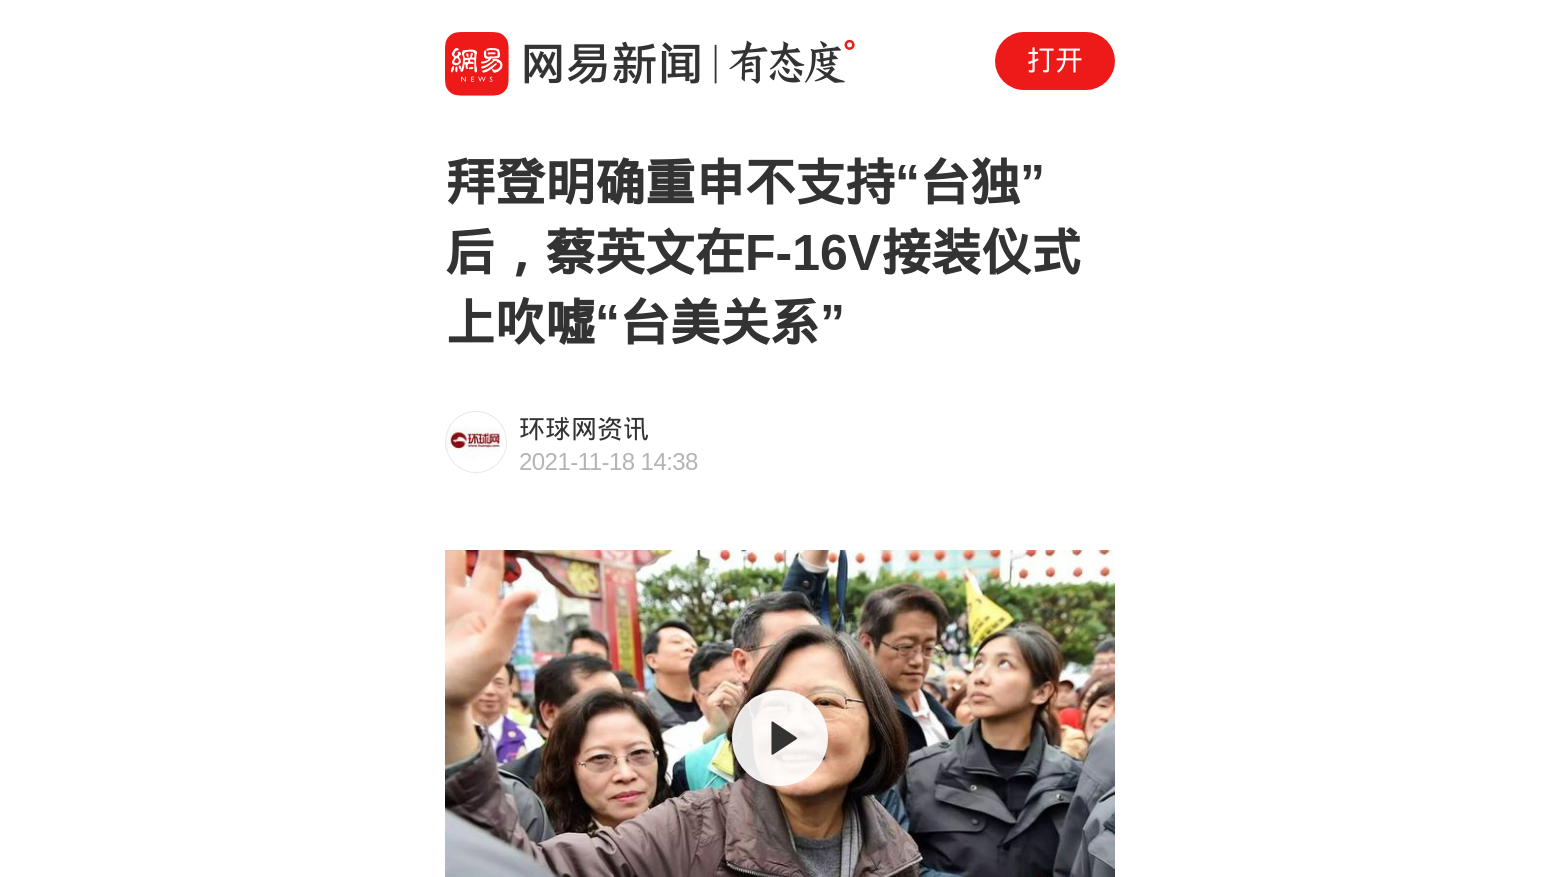 網易
NEWS
网易新闻
有态度°
打开
拜登明确重申不支持“台独”
后，蔡英文在F-16V接装仪式
上吹嘘“台美关系”
环球网
环球网资讯
2021-11-18 14:38